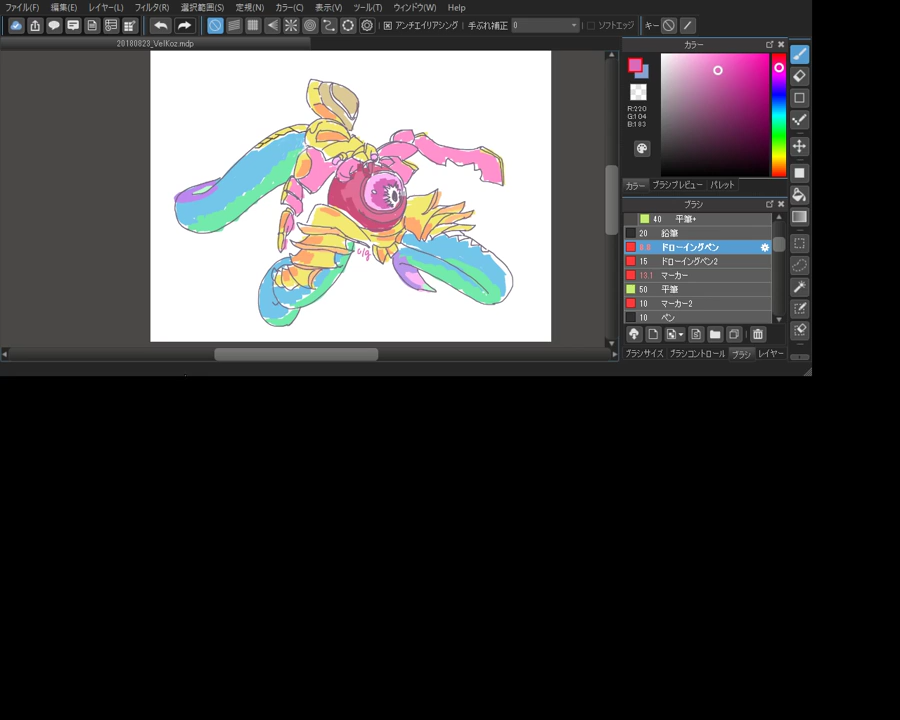 ファイル(F) 編集(E) レイヤー(L) フィルタ(R) 選択範囲(S) 定規(N) カラー(C) 表示(V) ツール(T) ウィンドウ(W) Help
アンチエイリアシング 手ぶれ補正 0 ソフトエッジ キー
20180823_VelKoz.mdp
カラー
R:220
G:104
B:183
カラー ブラシプレビュー パレット
ブラシ
40 平筆+
20 鉛筆
ドローイングペン
15 ドローイングペン2
13.1 マーカー
50 平筆
10 マーカー2
10 ペン
ブラシサイズ ブラシコントロール ブラシ レイヤー